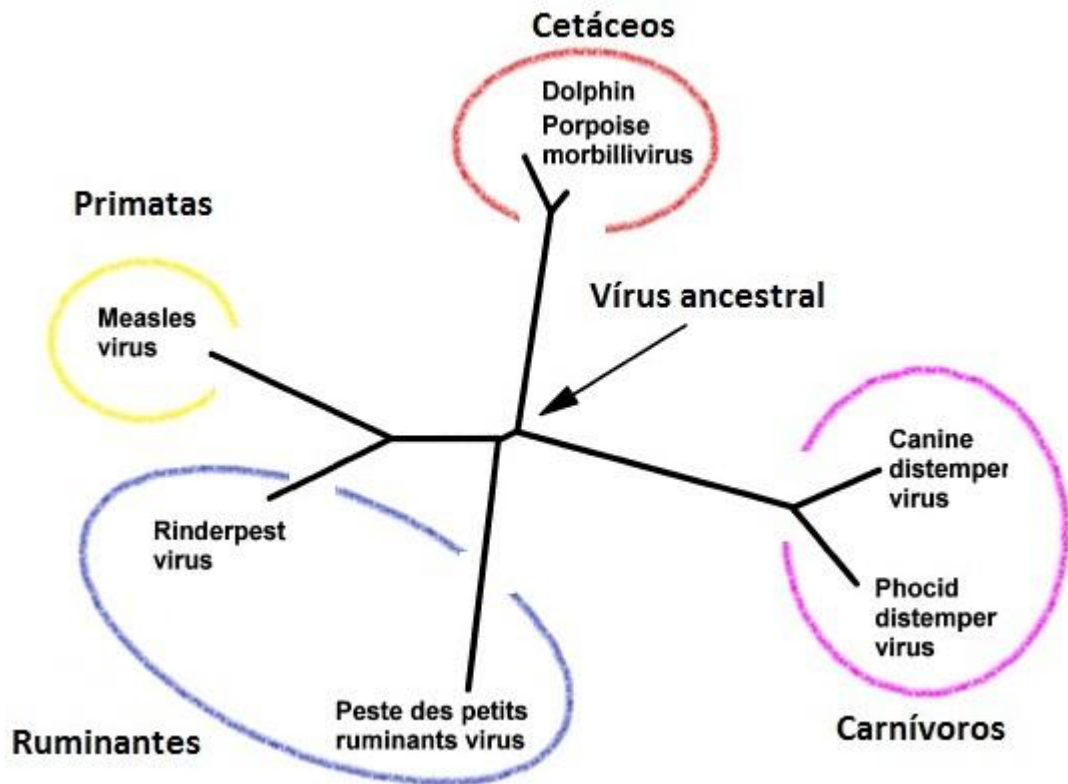 Cetáceos
Dolphin
Porpoise
morbillivirus
Primatas
Measles
virus
Vírus ancestral
Canine
distemper
virus
Rinderpest
virus
Phocid
distemper
virus
Peste des petits
ruminants virus
Ruminantes
Carnívoros